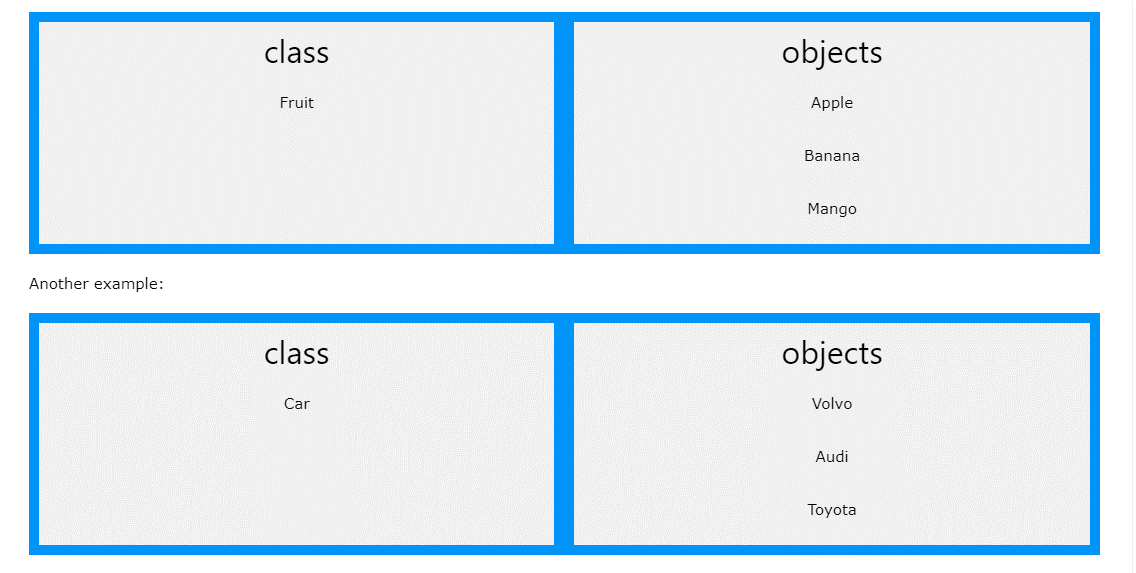 class
Fruit
objects
Apple
Banana
Mango
Another example:
class
Car
objects
Volvo
Audi
Toyota